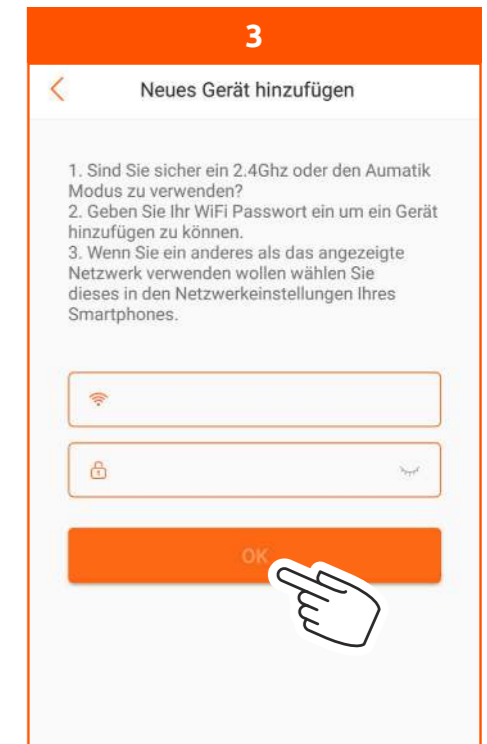 3
Neues Gerät hinzufügen
1. Sind Sie sicher ein 2.4Ghz oder den Aumatik
Modus zu verwenden?
2. Geben Sie Ihr WiFi Passwort ein um ein Gerät
hinzufügen zu können.
3. Wenn Sie ein anderes als das angezeigte
Netzwerk verwenden wollen wählen Sie
dieses in den Netzwerkeinstellungen Ihres
Smartphones.
OK